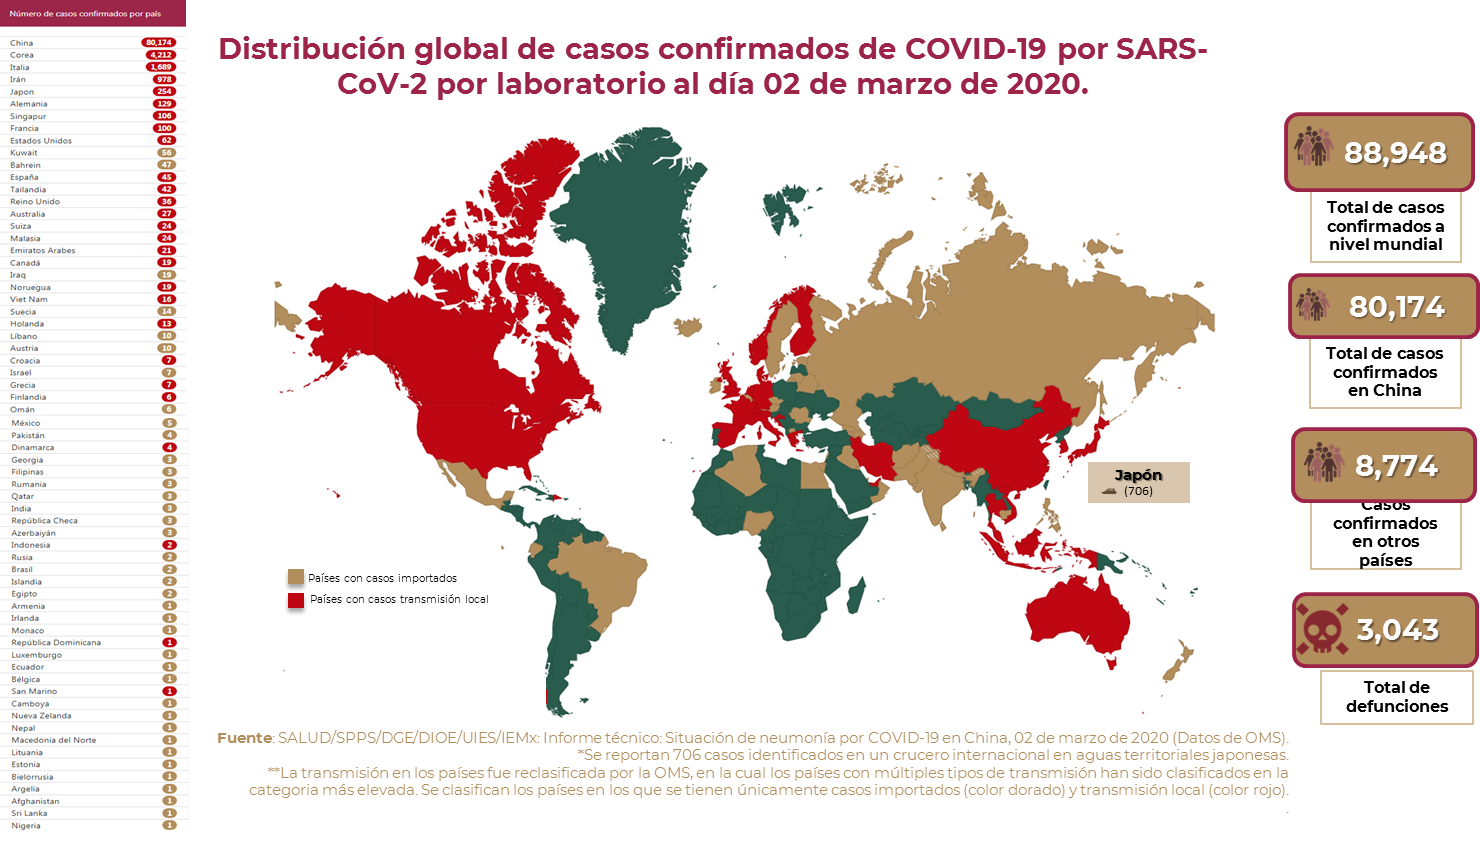 Número de casos confirmados por país
China 80,174
Corea 4,212
Italia 1,689
Irán 978
Japon 254
Alemania 129
Singapur 106
Francia 100
Estados Unidos 62
Kuwait 56
Bahrein 47
España 45
Tailandia 42
Reino Unido 36
Australia 27
Suiza 24
Malasia 24
Emiratos Arabes 21
Canadá 19
Iraq 19
Noruegua 19
Viet Nam 16
Suecia 14
Holanda 13
Líbano 10
Austria 10
Croacia 7
Israel 7
Grecia 7
Finlandia 6
Omán 6
México 5
Pakistán 4
Dinamarca 4
Georgia 3
Filipinas 3
Rumania 3
Qatar 3
India 3
República Checa 3
Azerbaiyán 3
Indonesia 2
Rusia 2
Brasil 2
Islandia 2
Egipto 2
Armenia 1
Irlanda 1
Monaco 1
República Dominicana 1
Luxemburgo 1
Ecuador 1
Bélgica 1
San Marino 1
Camboya 1
Nueva Zelanda 1
Nepal 1
Macedonia del Norte 1
Lituania 1
Estonia 1
Bielorrusia 1
Argelia 1
Afghanistan 1
Sri Lanka 1
Nigeria 1
Distribución global de casos confirmados de COVID-19 por SARS-
CoV-2 por laboratorio al día 02 de marzo de 2020.
Japón
(706)
Países con casos importados
Países con casos transmisión local
88,948
Total de casos
confirmados a
nivel mundial
80,174
Total de casos
confirmados
en China
8,774
Casos
confirmados
en otros
países
3,043
Total de
defunciones
Fuente: SALUD/SPPS/DGE/DIOE/UIES/IEMx: Informe técnico: Situación de neumonía por COVID-19 en China, 02 de marzo de 2020 (Datos de OMS).
*Se reportan 706 casos identificados en un crucero internacional en aguas territoriales japonesas.
**La transmisión en los países fue reclasificada por la OMS, en la cual los países con múltiples tipos de transmisión han sido clasificados en la
categoria más elevada. Se clasifican los países en los que se tienen únicamente casos importados (color dorado) y transmisión local (color rojo).
.